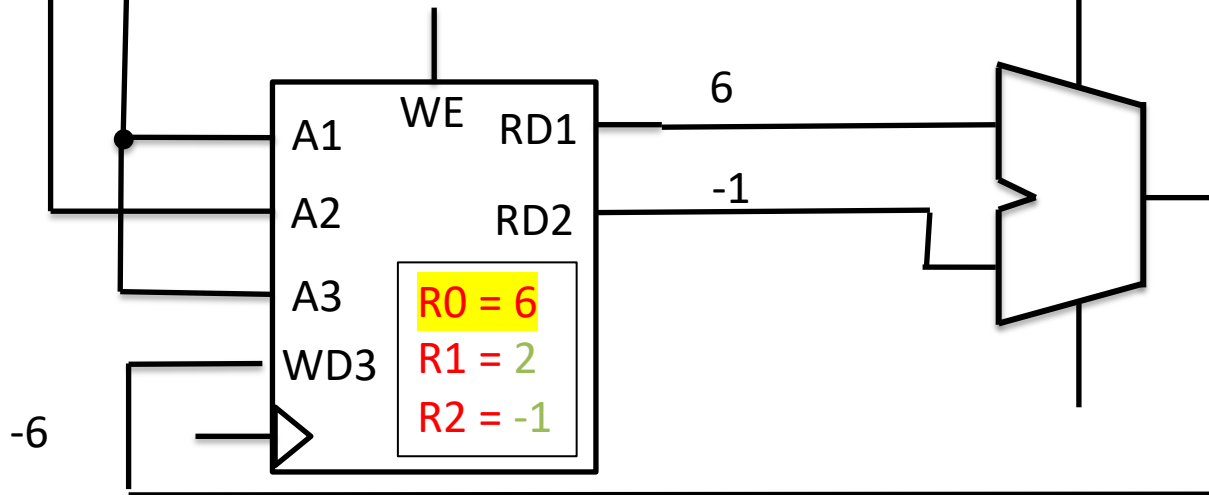 WE
6
A1
RD1
-1
A2
RD2
A3
R0 = 6
WD3
R1 = 2
R2 = -1
-6